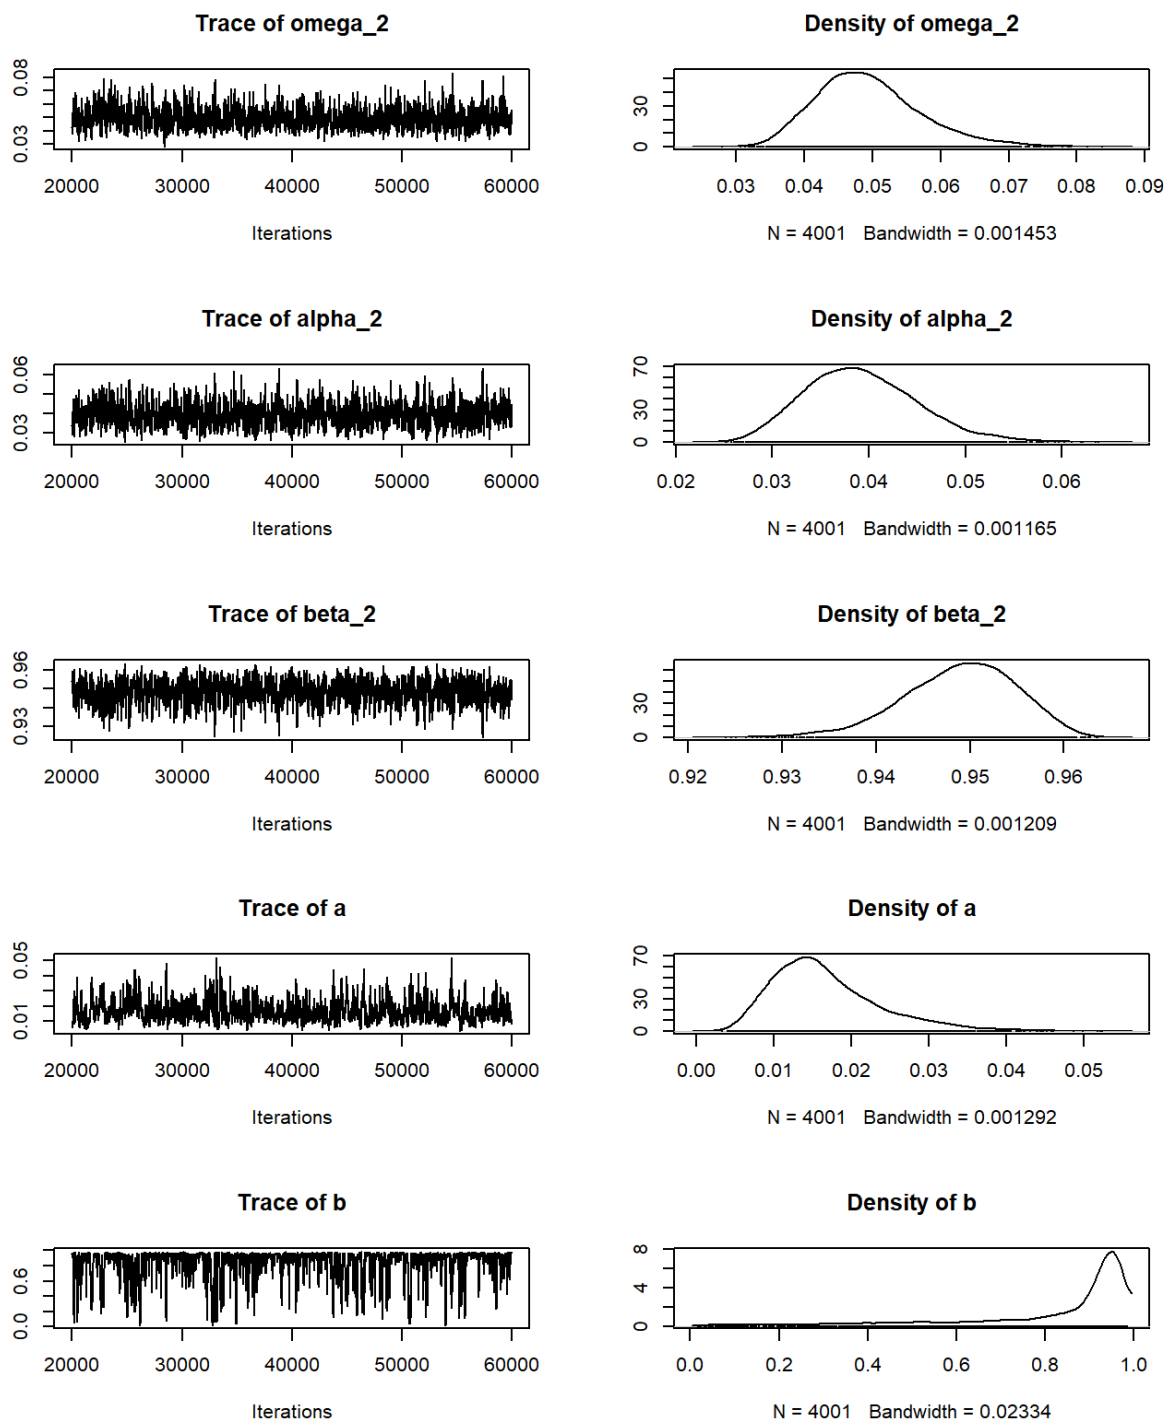 Trace of omega_2
0.03 0.08
20000 30000 40000 50000 60000
Iterations
Density of omega_2
0 30
0.03 0.04 0.05 0.06 0.07 0.08 0.09
N = 4001 Bandwidth = 0.001453
Trace of alpha_2
0.03 0.06
20000 30000 40000 50000 60000
Iterations
Density of alpha_2
0 30 70
0.02 0.03 0.04 0.05 0.06
N = 4001 Bandwidth = 0.001165
Trace of beta_2
0.93 0.96
20000 30000 40000 50000 60000
Iterations
Density of beta_2
0 30
0.92 0.93 0.94 0.95 0.96
N = 4001 Bandwidth = 0.001209
Trace of a
0.01 0.05
20000 30000 40000 50000 60000
Iterations
Density of a
0 30 70
0.00 0.01 0.02 0.03 0.04 0.05
N = 4001 Bandwidth = 0.001292
Trace of b
0.0 0.6
20000 30000 40000 50000 60000
Iterations
Density of b
0 4 8
0.0 0.2 0.4 0.6 0.8 1.0
N = 4001 Bandwidth = 0.02334